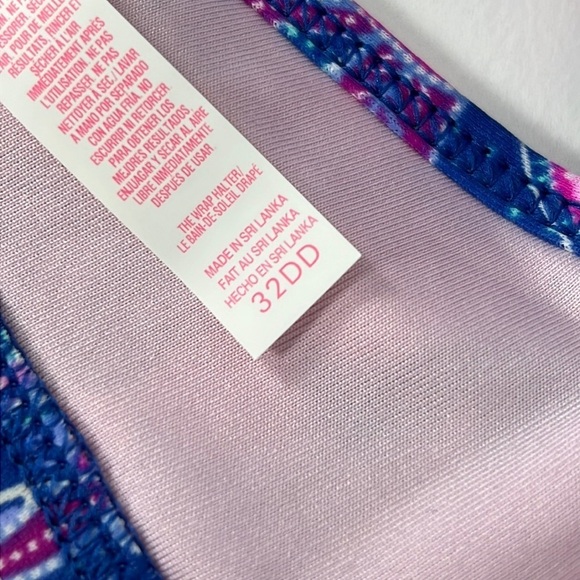 RÉSULTATS, RINCER ET
SÉCHER À L'AIR
IMMÉDIATEMENT APRÈS
L'UTILISATION. NE PAS
REPASSER. NE PAS
NETTOYER À SEC/ LAVAR
A MANO POR SEPARADO
CON AGUA FRÍA. NO
ESCURRIR NI RETORCER
PARA OBTENER LOS
MEJORES RESULTADOS,
ENJUAGAR Y SECAR AL AIRE
LIBRE INMEDIATAMENTE
DESPUES DE USAR
THE WRAP HALTER/
LE BAIN-DE-SOLEIL DRAPÉ
MADE IN SRI LANKA
FAIT AU SRI LANKA
HECHO EN SRI LANKA
32DD